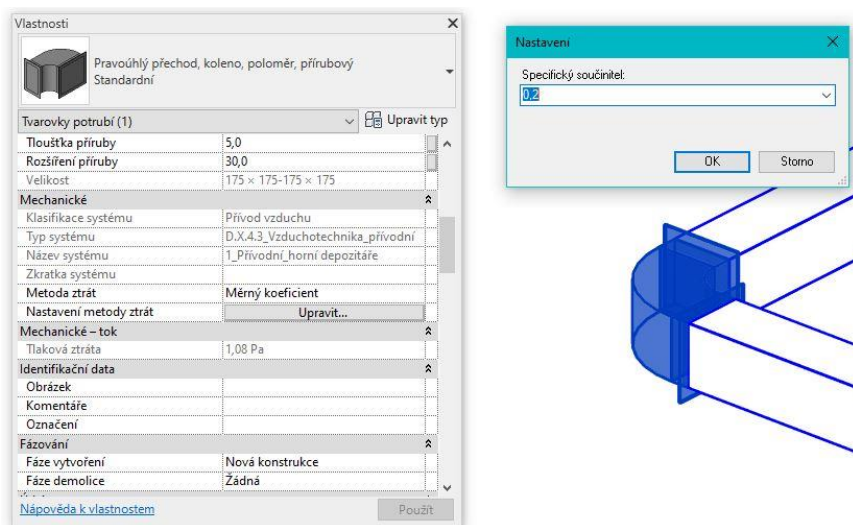 Vlastnosti
Pravoúhlý přechod, koleno, poloměr, přírubový
Standardní
Tvarovky potrubí (1)
Upravit typ
Tloušťka příruby 5,0
Rozšíření příruby 30,0
Velikost 175 × 175-175 × 175
Mechanické
Klasifikace systému Přívod vzduchu
Typ systému D.X.4.3_Vzduchotechnika_přívodní
Název systému 1_Přívodní_horní depozitáře
Zkratka systému
Metoda ztrát Měrný koeficient
Nastavení metody ztrát Upravit...
Mechanické – tok
Tlaková ztráta 1,08 Pa
Identifikační data
Obrázek
Komentáře
Označení
Fázování
Fáze vytvoření Nová konstrukce
Fáze demolice Žádná
Nápověda k vlastnostem
Použít
Nastavení
Specifický součinitel:
0,2
OK
Storno